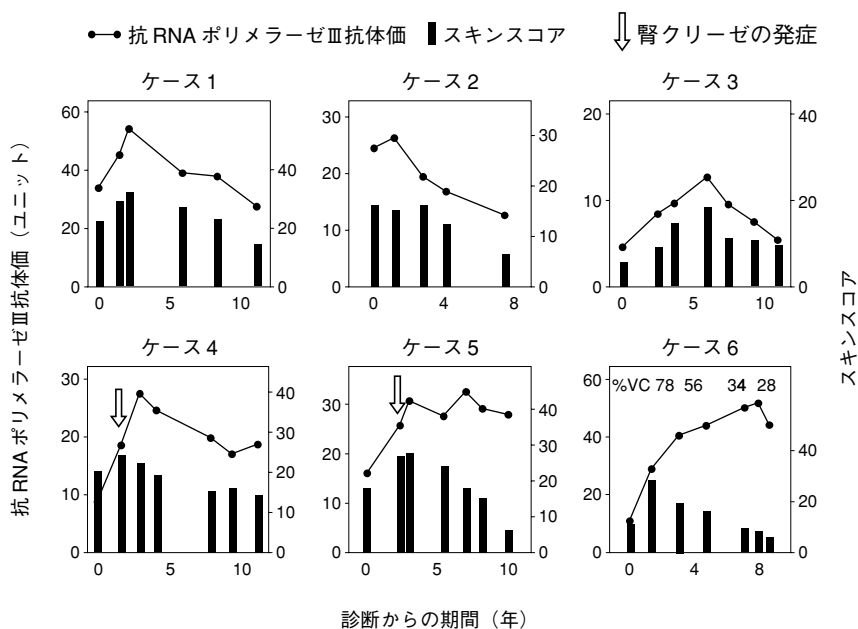 抗 RNA ポリメラーゼⅢ抗体価 スキンスコア 腎クリーゼの発症
ケース1 ケース2 ケース3
60 40 20 0 40 20 0 0 5 10
30 20 10 0 30 20 10 0 0 4 8
20 10 0 40 20 0 0 5 10
抗 RNA ポリメラーゼⅢ抗体価（ユニット）
スキンスコア
ケース4 ケース5 ケース6
30 20 10 0 40 30 20 10 0 0 5 10
30 20 10 0 40 30 20 10 0 0 5 10
%VC 78 56 34 28
60 40 20 0 40 20 0 0 4 8
診断からの期間（年）